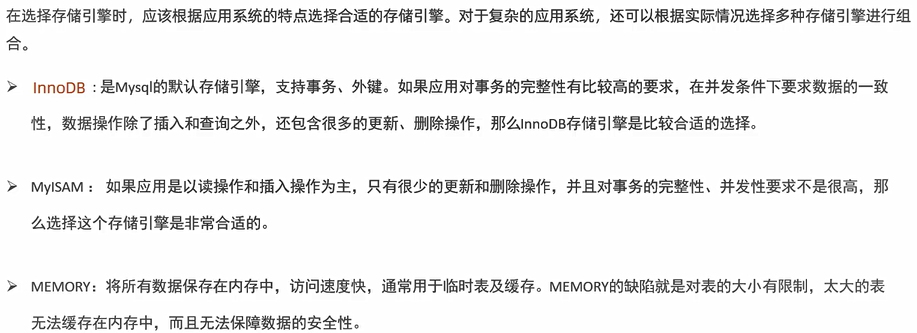 在选择存储引擎时，应该根据应用系统的特点选择合适的存储引擎。对于复杂的应用系统，还可以根据实际情况选择多种存储引擎进行组
合。
➢ InnoDB : 是Mysql的默认存储引擎，支持事务、外键。如果应用对事务的完整性有比较高的要求，在并发条件下要求数据的一致
性，数据操作除了插入和查询之外，还包含很多的更新、删除操作，那么InnoDB存储引擎是比较合适的选择。
➢ MyISAM ： 如果应用是以读操作和插入操作为主，只有很少的更新和删除操作，并且对事务的完整性、并发性要求不是很高，那
么选择这个存储引擎是非常合适的。
➢ MEMORY：将所有数据保存在内存中，访问速度快，通常用于临时表及缓存。MEMORY的缺陷就是对表的大小有限制，太大的表
无法缓存在内存中，而且无法保障数据的安全性。